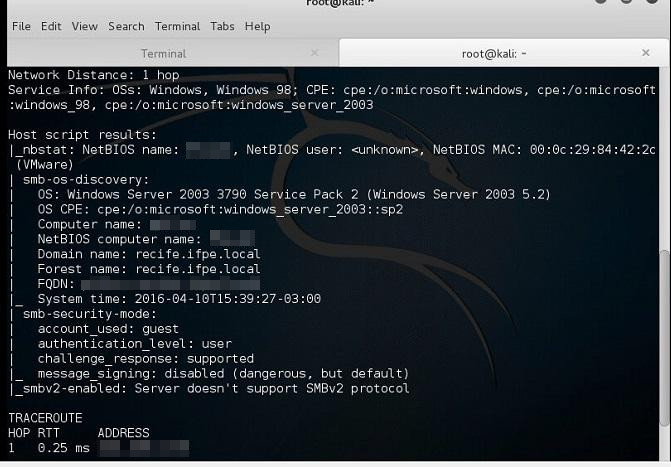 root@kali: ~
File Edit View Search Terminal Tabs Help
Terminal × root@kali: ~ ×
Network Distance: 1 hop
Service Info: OSs: Windows, Windows 98; CPE: cpe:/o:microsoft:windows, cpe:/o:microsoft
:windows_98, cpe:/o:microsoft:windows_server_2003
Host script results:
|_nbstat: NetBIOS name: , NetBIOS user: <unknown>, NetBIOS MAC: 00:0c:29:84:42:2c
(VMware)
| smb-os-discovery:
|   OS: Windows Server 2003 3790 Service Pack 2 (Windows Server 2003 5.2)
|   OS CPE: cpe:/o:microsoft:windows_server_2003::sp2
|   Computer name:
|   NetBIOS computer name:
|   Domain name: recife.ifpe.local
|   Forest name: recife.ifpe.local
|   FQDN:
|_  System time: 2016-04-10T15:39:27-03:00
| smb-security-mode:
|   account_used: guest
|   authentication_level: user
|   challenge_response: supported
|_  message_signing: disabled (dangerous, but default)
|_smbv2-enabled: Server doesn't support SMBv2 protocol
TRACEROUTE
HOP RTT     ADDRESS
1   0.25 ms